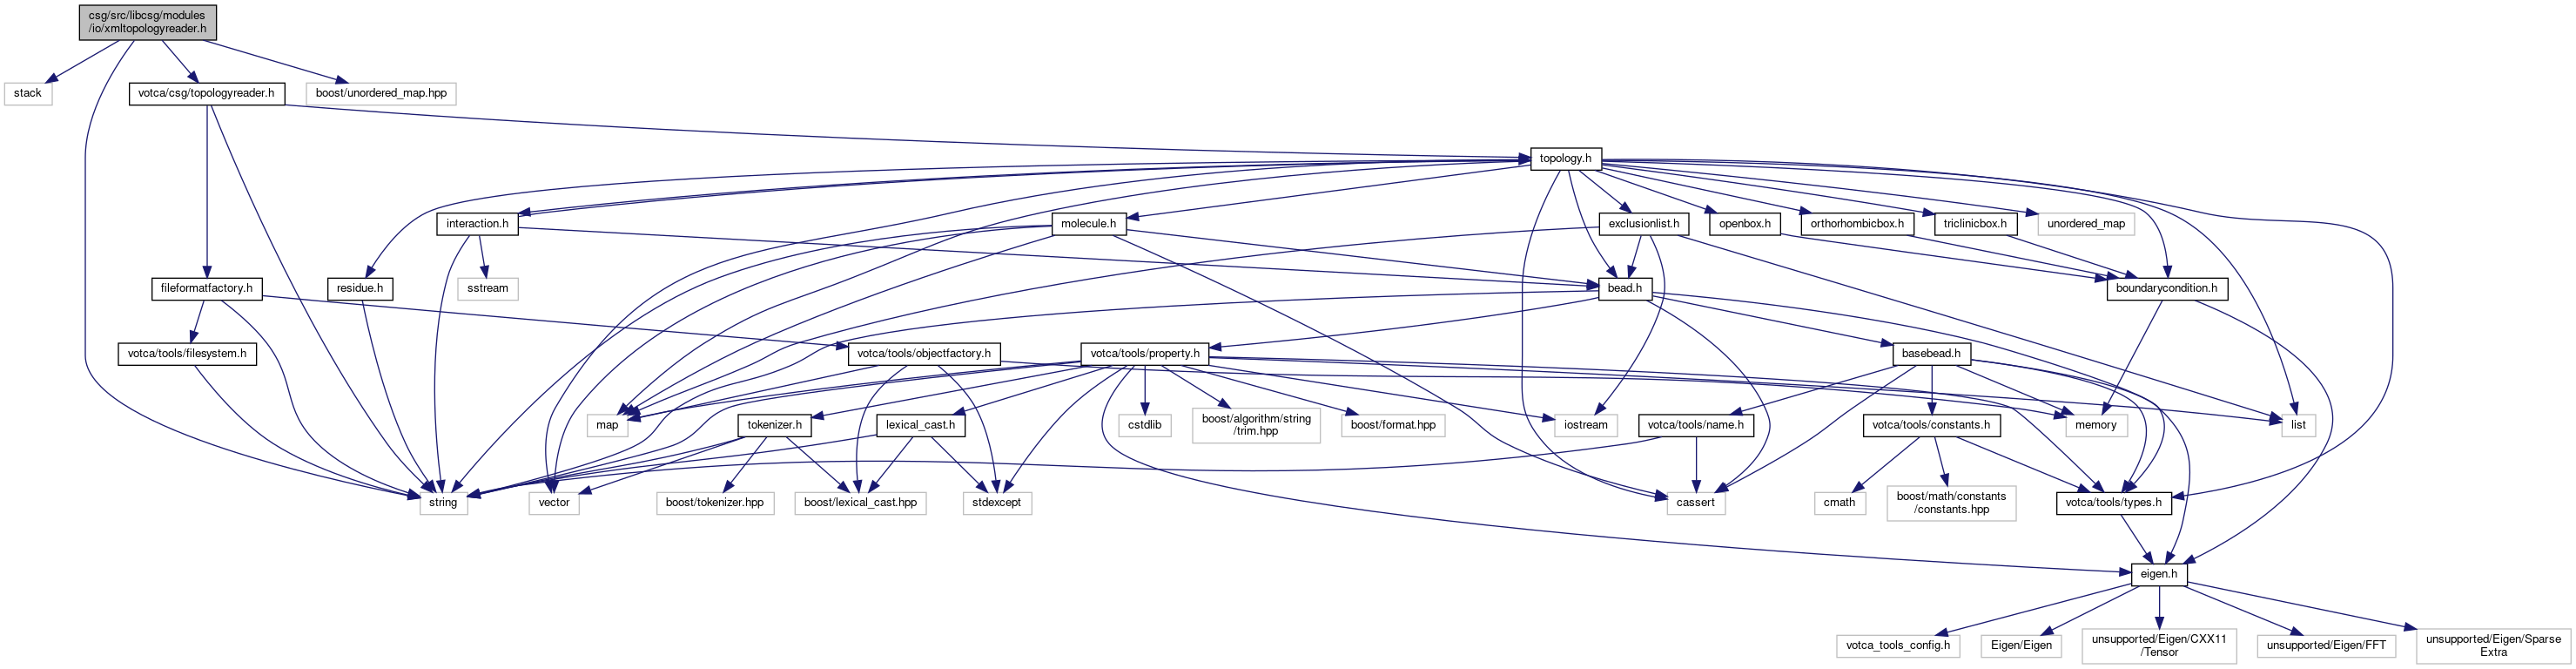 csg/src/libcsg/modules
/io/xmltopologyreader.h
stack
votca/csg/topologyreader.h
boost/unordered_map.hpp
topology.h
interaction.h
molecule.h
exclusionlist.h
openbox.h
orthorhombicbox.h
triclinicbox.h
unordered_map
fileformatfactory.h
residue.h
sstream
bead.h
boundarycondition.h
votca/tools/filesystem.h
votca/tools/objectfactory.h
votca/tools/property.h
basebead.h
map
tokenizer.h
lexical_cast.h
cstdlib
boost/algorithm/string
/trim.hpp
boost/format.hpp
iostream
votca/tools/name.h
votca/tools/constants.h
memory
list
string
vector
boost/tokenizer.hpp
boost/lexical_cast.hpp
stdexcept
cassert
cmath
boost/math/constants
/constants.hpp
votca/tools/types.h
eigen.h
votca_tools_config.h
Eigen/Eigen
unsupported/Eigen/CXX11
/Tensor
unsupported/Eigen/FFT
unsupported/Eigen/Sparse
Extra